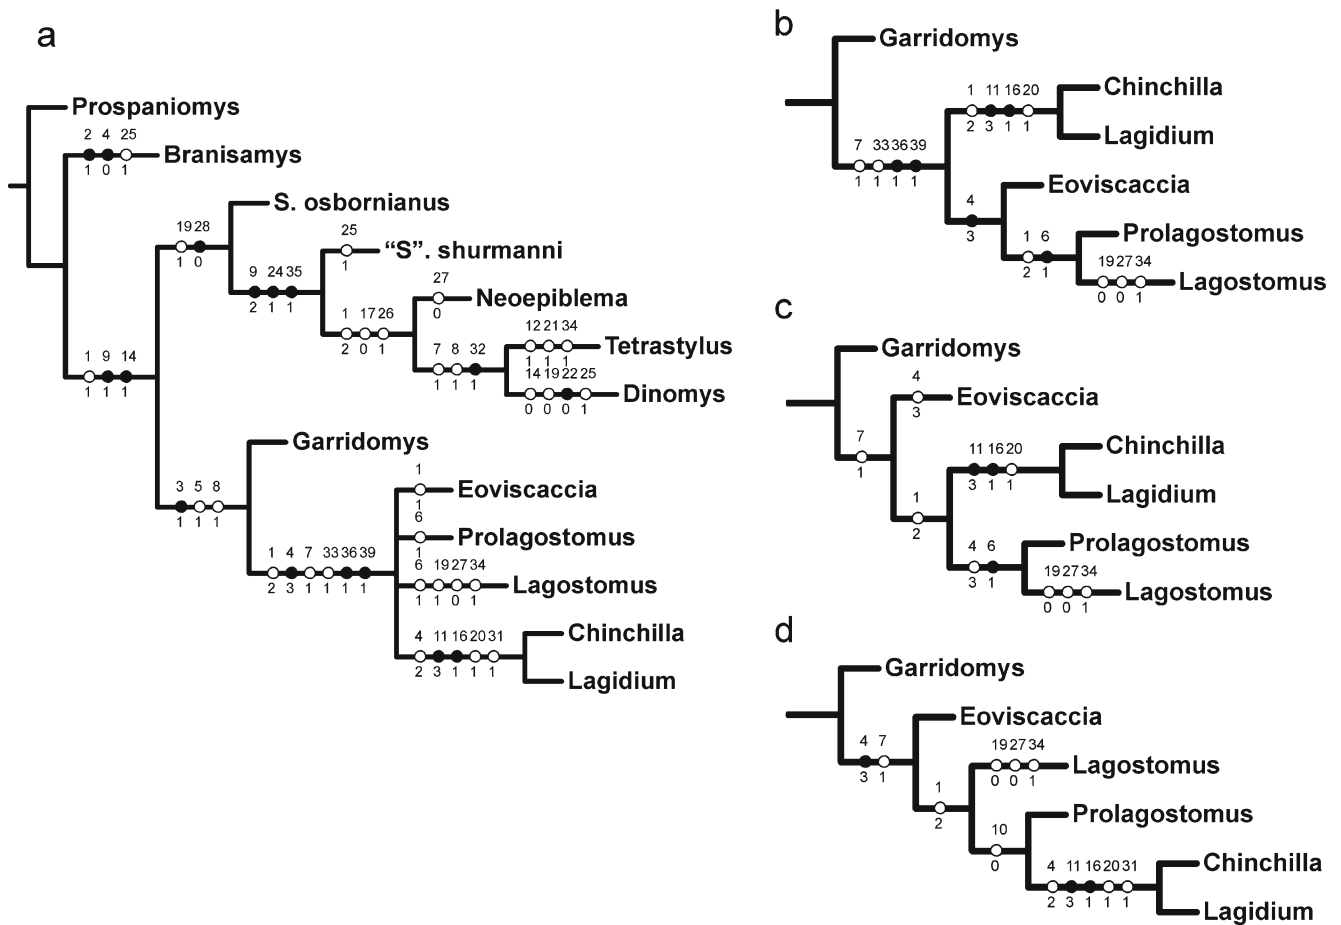 a
Prospaniomys
2 4 25
Branisamys
1 0 1
S. osbornianus
19 28
1 0
25
“S”. shurmanni
1
9 24 35
2 1 1
27
Neoepiblema
0
1 17 26
2 0 1
12 21 34
Tetrastylus
1 1 1
7 8 32
1 1 1
14 19 22 25
Dinomys
0 0 0 1
1 9 14
1 1 1
Garridomys
3 5 8
1 1 1
1
Eoviscaccia
1
6
Prolagostomus
1
1 4 7 33 36 39
2 3 1 1 1 1
6 19 27 34
Lagostomus
1 1 0 1
Chinchilla
4 11 16 20 31
2 3 1 1 1
Lagidium
b
Garridomys
1 11 16 20
Chinchilla
2 3 1 1
Lagidium
7 33 36 39
1 1 1 1
Eoviscaccia
4
3
Prolagostomus
1 6
2 1
19 27 34
Lagostomus
0 0 1
c
Garridomys
4
Eoviscaccia
3
7
1
Chinchilla
11 16 20
3 1 1
Lagidium
1
2
Prolagostomus
4 6
3 1
19 27 34
Lagostomus
0 0 1
d
Garridomys
Eoviscaccia
4 7
3 1
19 27 34
Lagostomus
0 0 1
1
2
Prolagostomus
10
0
Chinchilla
4 11 16 20 31
2 3 1 1 1
Lagidium